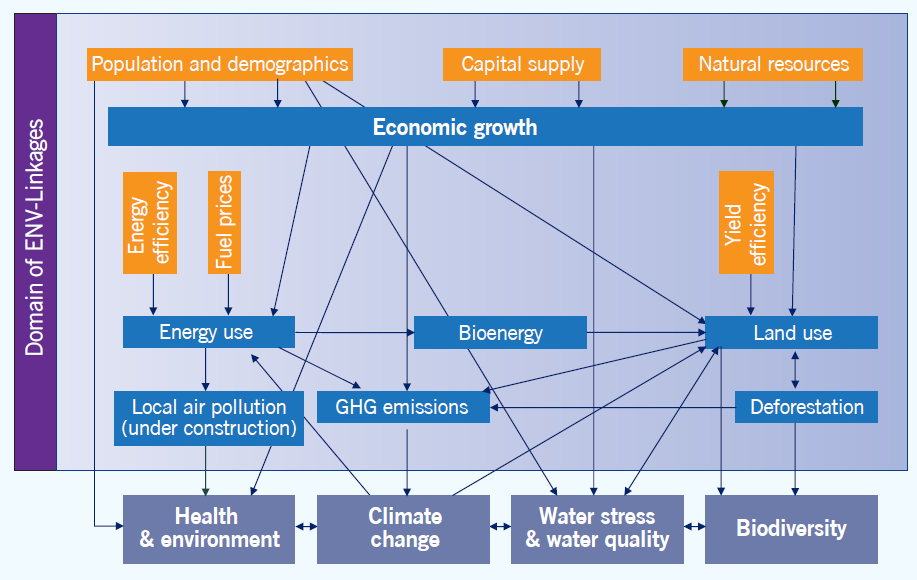 Domain of ENV-Linkages
Population and demographics
Capital supply
Natural resources
Economic growth
Energy
efficiency
Fuel prices
Yield
efficiency
Energy use
Bioenergy
Land use
Local air pollution
(under construction)
GHG emissions
Deforestation
Health
& environment
Climate
change
Water stress
& water quality
Biodiversity